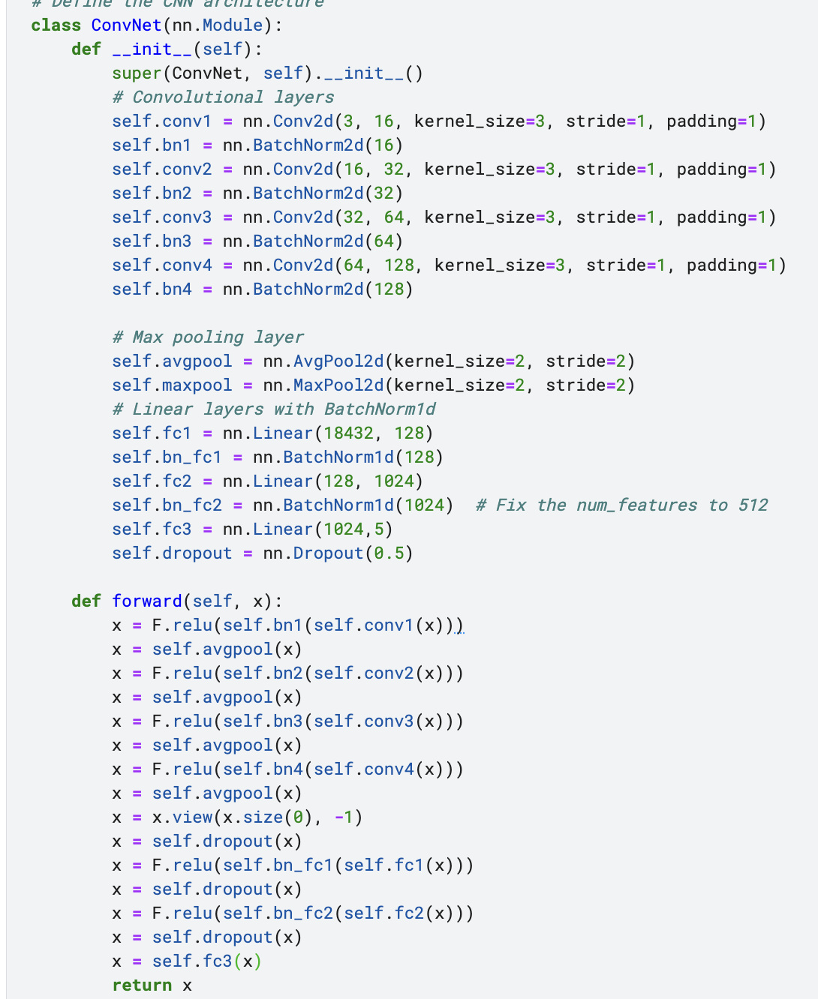 # Define the CNN architecture
class ConvNet(nn.Module):
    def __init__(self):
        super(ConvNet, self).__init__()
        # Convolutional layers
        self.conv1 = nn.Conv2d(3, 16, kernel_size=3, stride=1, padding=1)
        self.bn1 = nn.BatchNorm2d(16)
        self.conv2 = nn.Conv2d(16, 32, kernel_size=3, stride=1, padding=1)
        self.bn2 = nn.BatchNorm2d(32)
        self.conv3 = nn.Conv2d(32, 64, kernel_size=3, stride=1, padding=1)
        self.bn3 = nn.BatchNorm2d(64)
        self.conv4 = nn.Conv2d(64, 128, kernel_size=3, stride=1, padding=1)
        self.bn4 = nn.BatchNorm2d(128)

        # Max pooling layer
        self.avgpool = nn.AvgPool2d(kernel_size=2, stride=2)
        self.maxpool = nn.MaxPool2d(kernel_size=2, stride=2)
        # Linear layers with BatchNorm1d
        self.fc1 = nn.Linear(18432, 128)
        self.bn_fc1 = nn.BatchNorm1d(128)
        self.fc2 = nn.Linear(128, 1024)
        self.bn_fc2 = nn.BatchNorm1d(1024)  # Fix the num_features to 512
        self.fc3 = nn.Linear(1024,5)
        self.dropout = nn.Dropout(0.5)

    def forward(self, x):
        x = F.relu(self.bn1(self.conv1(x)))
        x = self.avgpool(x)
        x = F.relu(self.bn2(self.conv2(x)))
        x = self.avgpool(x)
        x = F.relu(self.bn3(self.conv3(x)))
        x = self.avgpool(x)
        x = F.relu(self.bn4(self.conv4(x)))
        x = self.avgpool(x)
        x = x.view(x.size(0), -1)
        x = self.dropout(x)
        x = F.relu(self.bn_fc1(self.fc1(x)))
        x = self.dropout(x)
        x = F.relu(self.bn_fc2(self.fc2(x)))
        x = self.dropout(x)
        x = self.fc3(x)
        return x